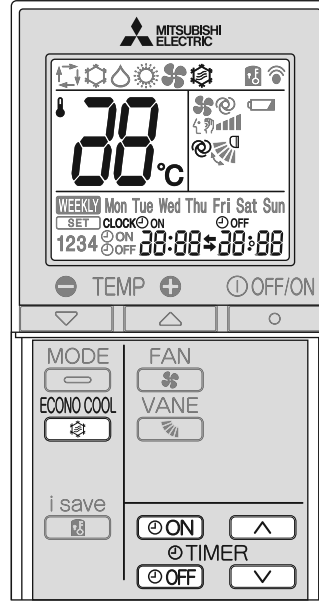 MITSUBISHI
ELECTRIC
88°C
WEEKLY Mon Tue Wed Thu Fri Sat Sun
SET CLOCK ON OFF
1234 ON OFF 88:88 88:88
TEMP OFF/ON
MODE FAN
ECONO COOL VANE
i save
ON
TIMER
OFF